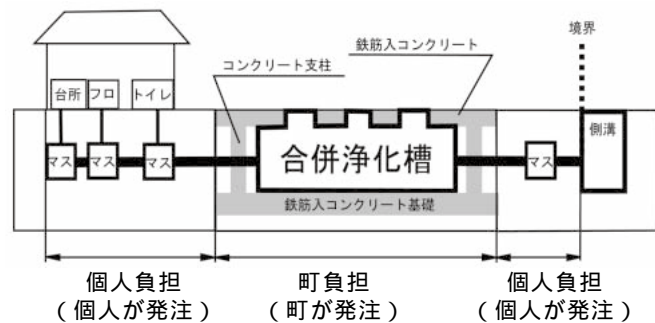 境界
鉄筋入コンクリート
コンクリート支柱
台所
フロ
トイレ
側溝
マス
マス
マス
合併浄化槽
マス
鉄筋入コンクリート基礎
個人負担
(個人が発注)
町負担
(町が発注)
個人負担
(個人が発注)